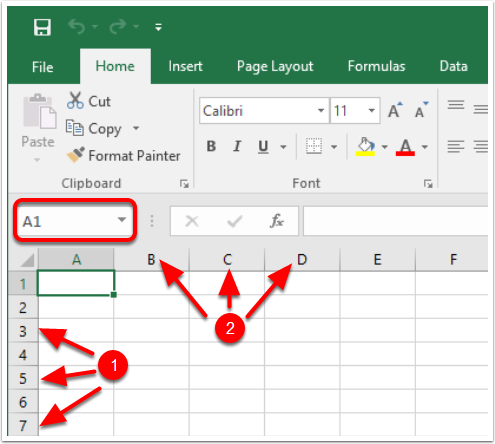 File Home Insert Page Layout Formulas Data
Cut
Copy
Paste
Format Painter
Clipboard
Calibri 11 A A
B I U A
Font
A1 fx
A B C D E F
1
2
3
4
5
6
7
1
2